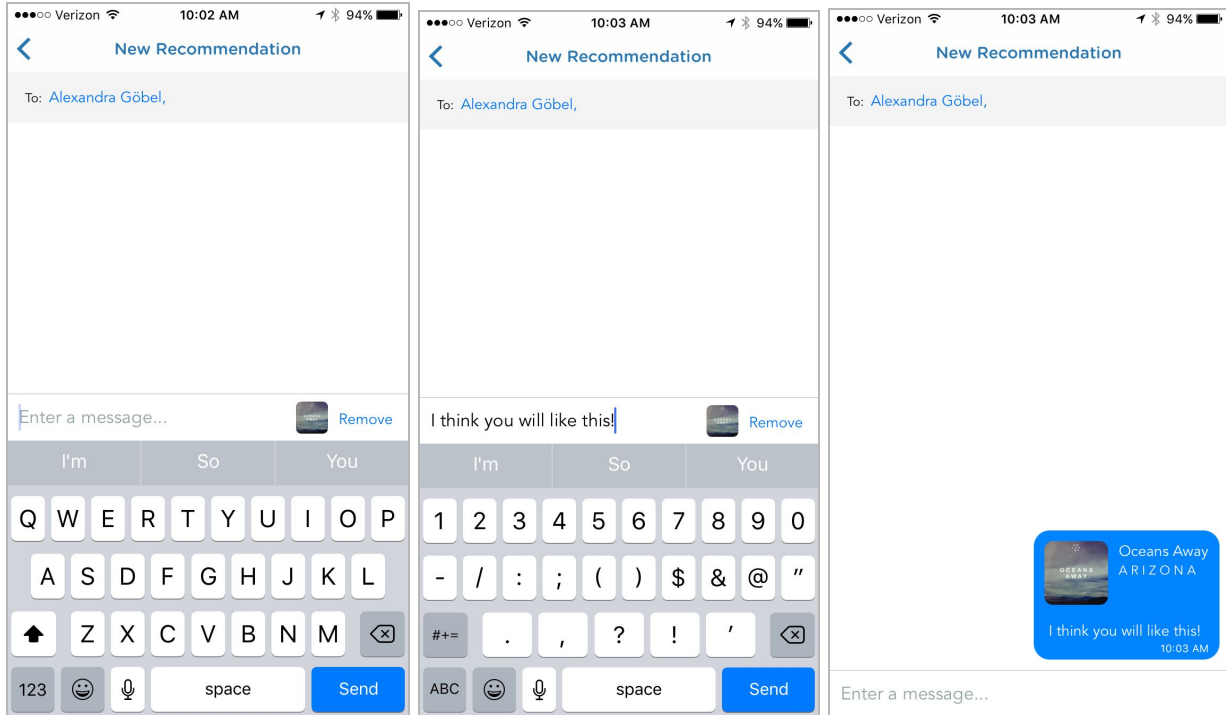 Verizon 10:02 AM 94%
New Recommendation
To: Alexandra Göbel,
Enter a message... Remove
I'm So You
Q W E R T Y U I O P
A S D F G H J K L
Z X C V B N M
123 space Send
Verizon 10:03 AM 94%
New Recommendation
To: Alexandra Göbel,
I think you will like this! Remove
I'm So You
1 2 3 4 5 6 7 8 9 0
- / : ; ( ) $ & @ "
#+= . , ? ! '
ABC space Send
Verizon 10:03 AM 94%
New Recommendation
To: Alexandra Göbel,
OCEANS
AWAY
Oceans Away
A R I Z O N A
I think you will like this!
10:03 AM
Enter a message...